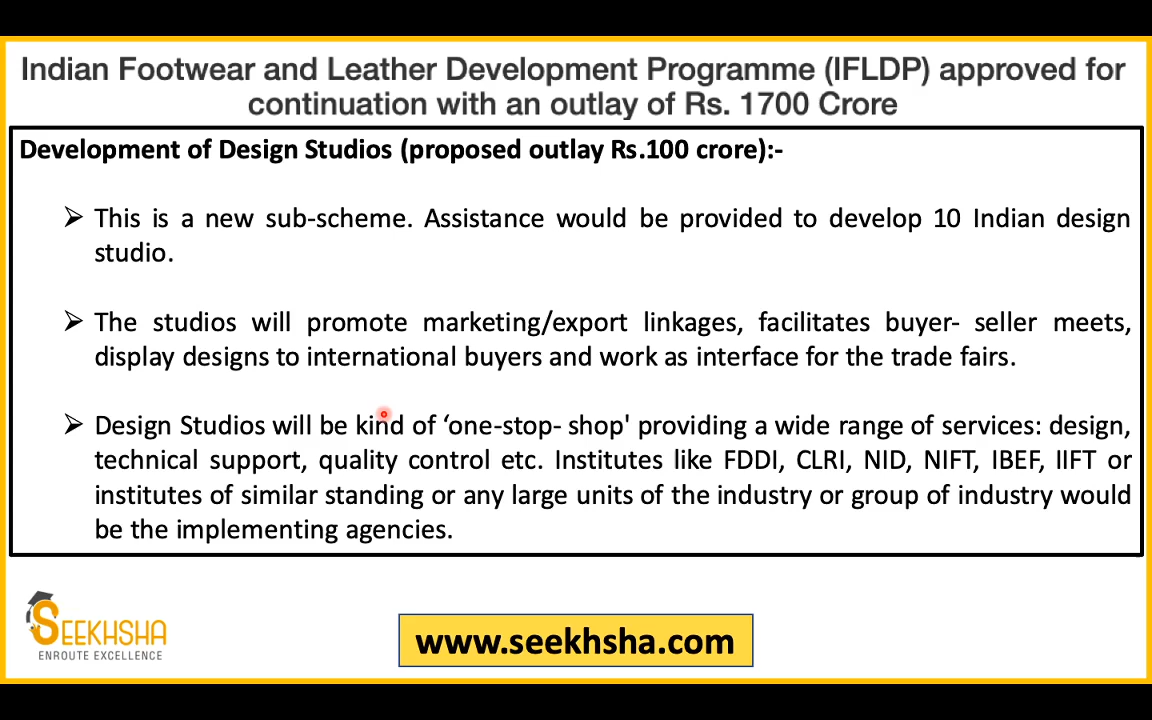 Indian Footwear and Leather Development Programme (IFLDP) approved for
continuation with an outlay of Rs. 1700 Crore
Development of Design Studios (proposed outlay Rs.100 crore):-
➢ This is a new sub-scheme. Assistance would be provided to develop 10 Indian design
studio.
➢ The studios will promote marketing/export linkages, facilitates buyer- seller meets,
display designs to international buyers and work as interface for the trade fairs.
➢ Design Studios will be kind of ‘one-stop- shop' providing a wide range of services: design,
technical support, quality control etc. Institutes like FDDI, CLRI, NID, NIFT, IBEF, IIFT or
institutes of similar standing or any large units of the industry or group of industry would
be the implementing agencies.
SEEKHSHA
ENROUTE EXCELLENCE
www.seekhsha.com